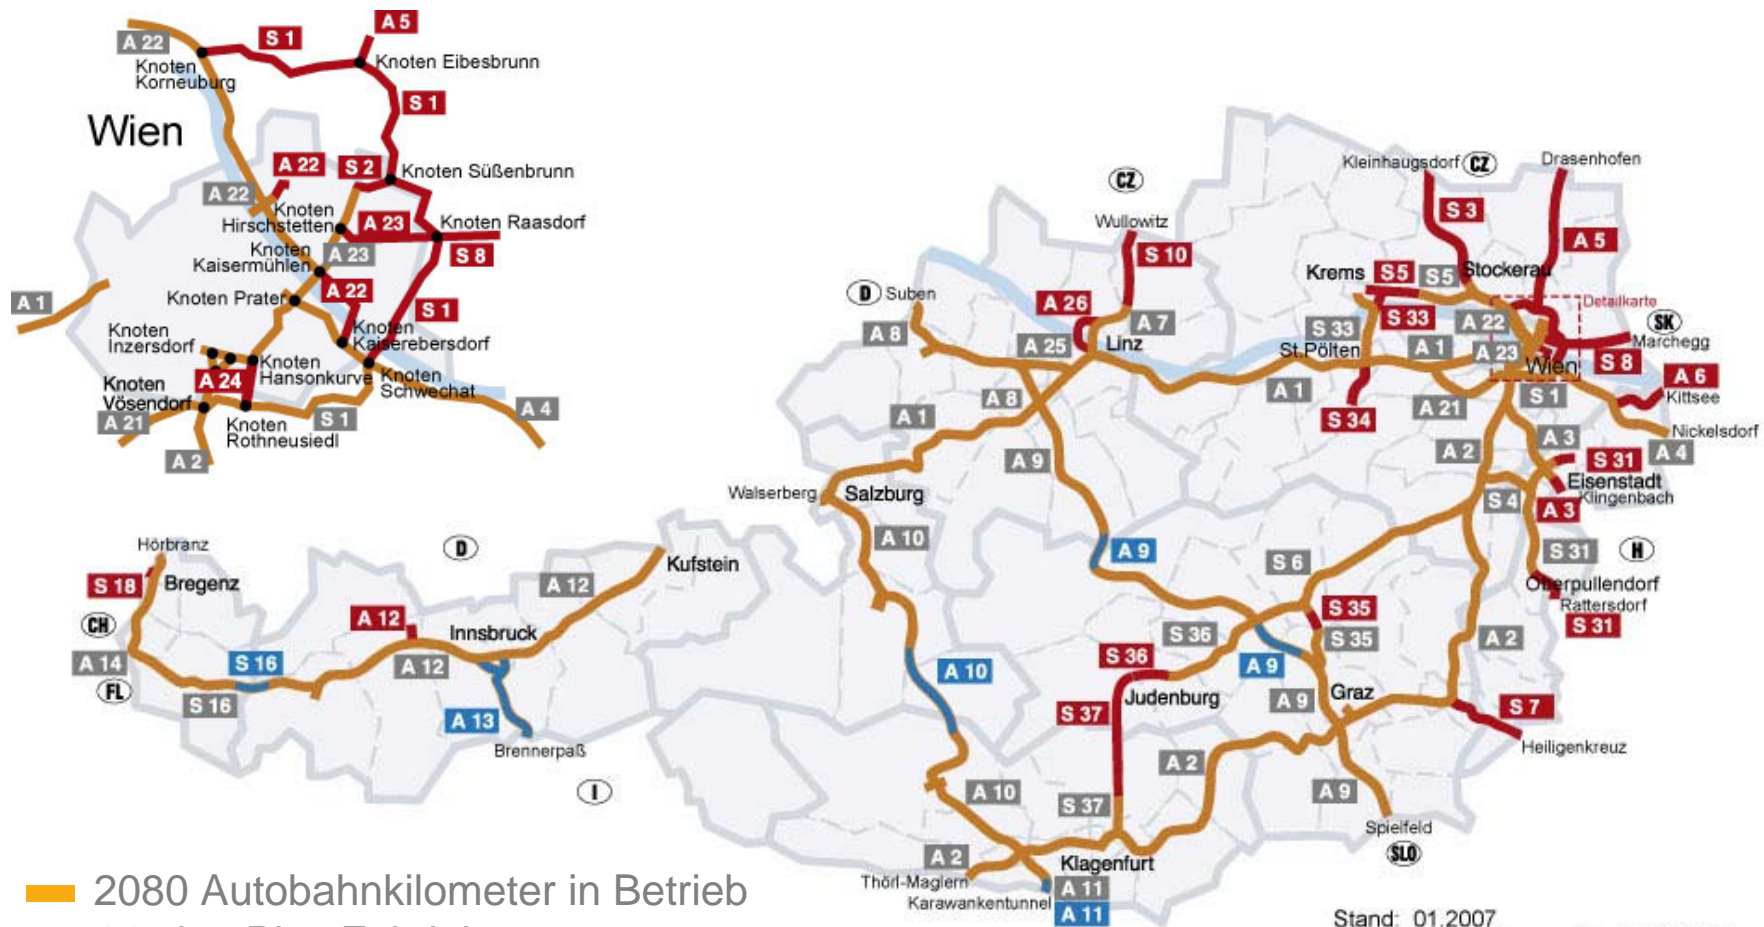 A 22
S 1
A 5
Knoten
Korneuburg
Knoten Eibesbrunn
S 1
Wien
A 22
S 2
Knoten Süßenbrunn
A 22
Knoten
Hirschstetten
A 23
Knoten Raasdorf
Knoten
Kaisermühlen
A 23
S 8
Knoten Prater
A 22
S 1
A 1
Knoten
Inzersdorf
Knoten
Kaiserebersdorf
Knoten
Hansonkurve
A 24
Knoten
Schwechat
Knoten
Vösendorf
A 21
Knoten
Rothneusiedl
S 1
A 4
A 2
Hörbranz
D
S 18
Bregenz
CH
A 14
FL
S 16
S 16
A 12
A 12
Innsbruck
A 12
Kufstein
A 13
Brennerpaß
I
CZ
Wullowitz
S 10
Kleinhaugsdorf
CZ
Drasenhofen
S 3
A 5
D
Suben
A 8
A 26
A 7
A 25
Linz
Krems
S5
S5
Stockerau
Detailkarte
S 33
S 33
A 22
SK
Marchegg
St.Pölten
A 1
A 23
Wien
S 8
A 1
A 8
A 1
S 34
A 21
S 1
A 6
Kittsee
Nickelsdorf
A 4
A 9
A 2
A 3
S 31
Eisenstadt
Klingenbach
Walserberg
Salzburg
S 4
A 3
A 10
A 9
S 6
S 31
H
Oberpullendorf
Rattersdorf
S 31
S 35
S 36
S 35
A 2
A 10
S 36
A 9
Judenburg
A 9
Graz
S 37
S 7
Heiligenkreuz
A 2
A 10
S 37
A 9
Spielfeld
SLO
A 2
Klagenfurt
Thörl-Maglern
Karawankentunnel
A 11
A 11
2080 Autobahnkilometer in Betrieb
Stand: 01.2007